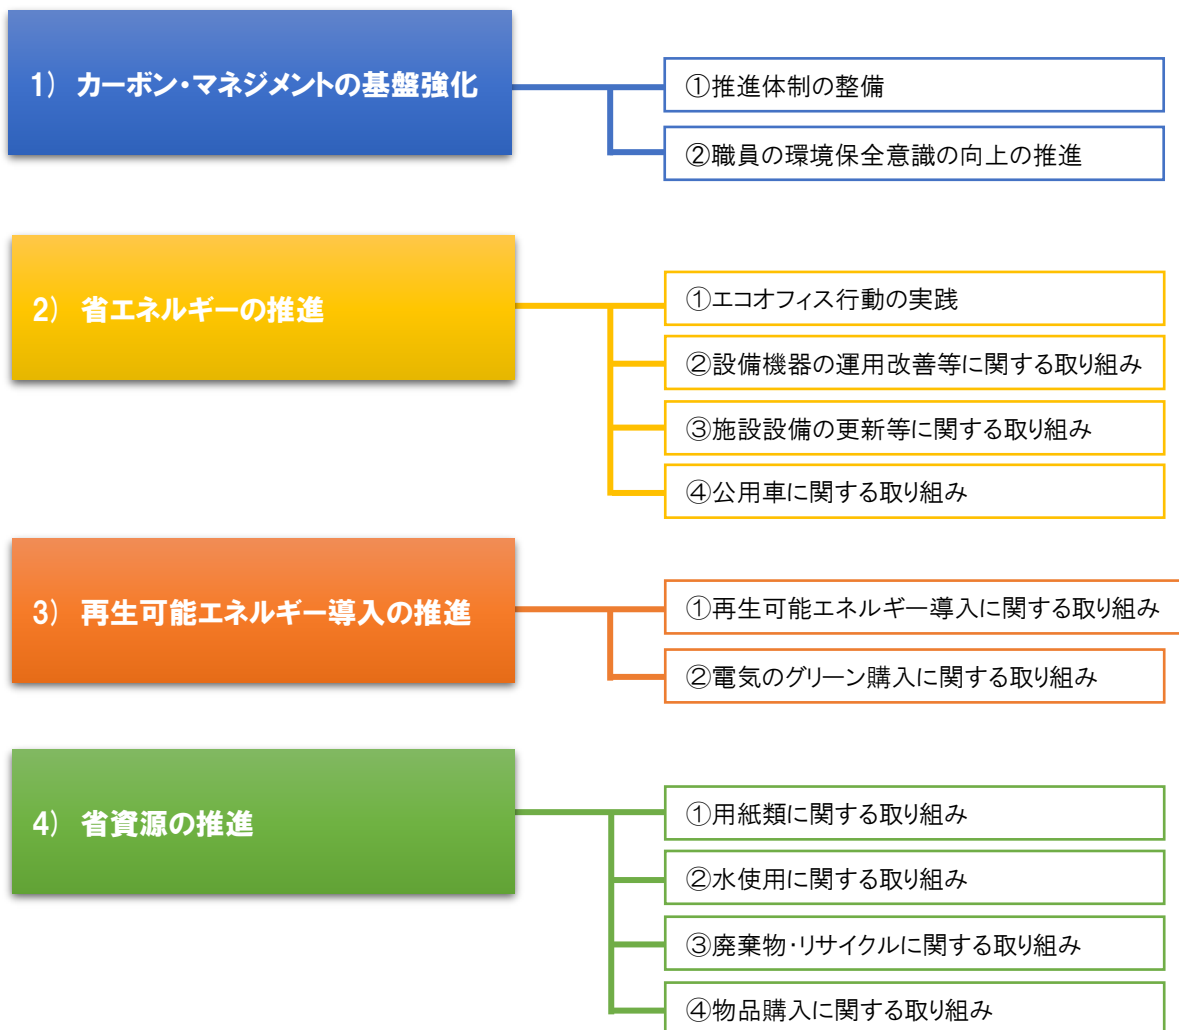 1) カーボン・マネジメントの基盤強化
①推進体制の整備
②職員の環境保全意識の向上の推進
2) 省エネルギーの推進
①エコオフィス行動の実践
②設備機器の運用改善等に関する取り組み
③施設設備の更新等に関する取り組み
④公用車に関する取り組み
3) 再生可能エネルギー導入の推進
①再生可能エネルギー導入に関する取り組み
②電気のグリーン購入に関する取り組み
4) 省資源の推進
①用紙類に関する取り組み
②水使用に関する取り組み
③廃棄物・リサイクルに関する取り組み
④物品購入に関する取り組み